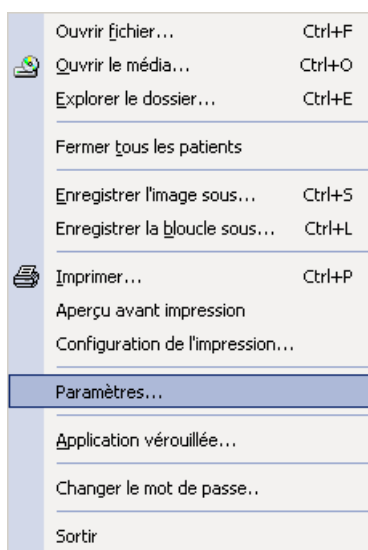 Ouvrir fichier... Ctrl+F
Ouvrir le média... Ctrl+O
Explorer le dossier... Ctrl+E
Fermer tous les patients
Enregistrer l'image sous... Ctrl+S
Enregistrer la bloucle sous... Ctrl+L
Imprimer... Ctrl+P
Aperçu avant impression
Configuration de l'impression...
Paramètres...
Application vérouillée...
Changer le mot de passe..
Sortir